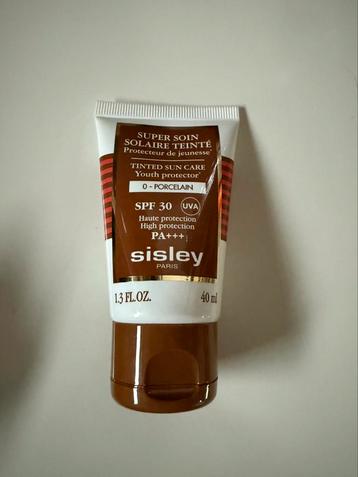 SUPER SOIN
SOLAIRE TEINTÉ
Protecteur de jeunesse*
TINTED SUN CARE
Youth protector*
0 - PORCELAIN
SPF 30 UVA
Haute protection
High protection
PA+++
sisley
PARIS
1.3 FL.OZ. 40 ml